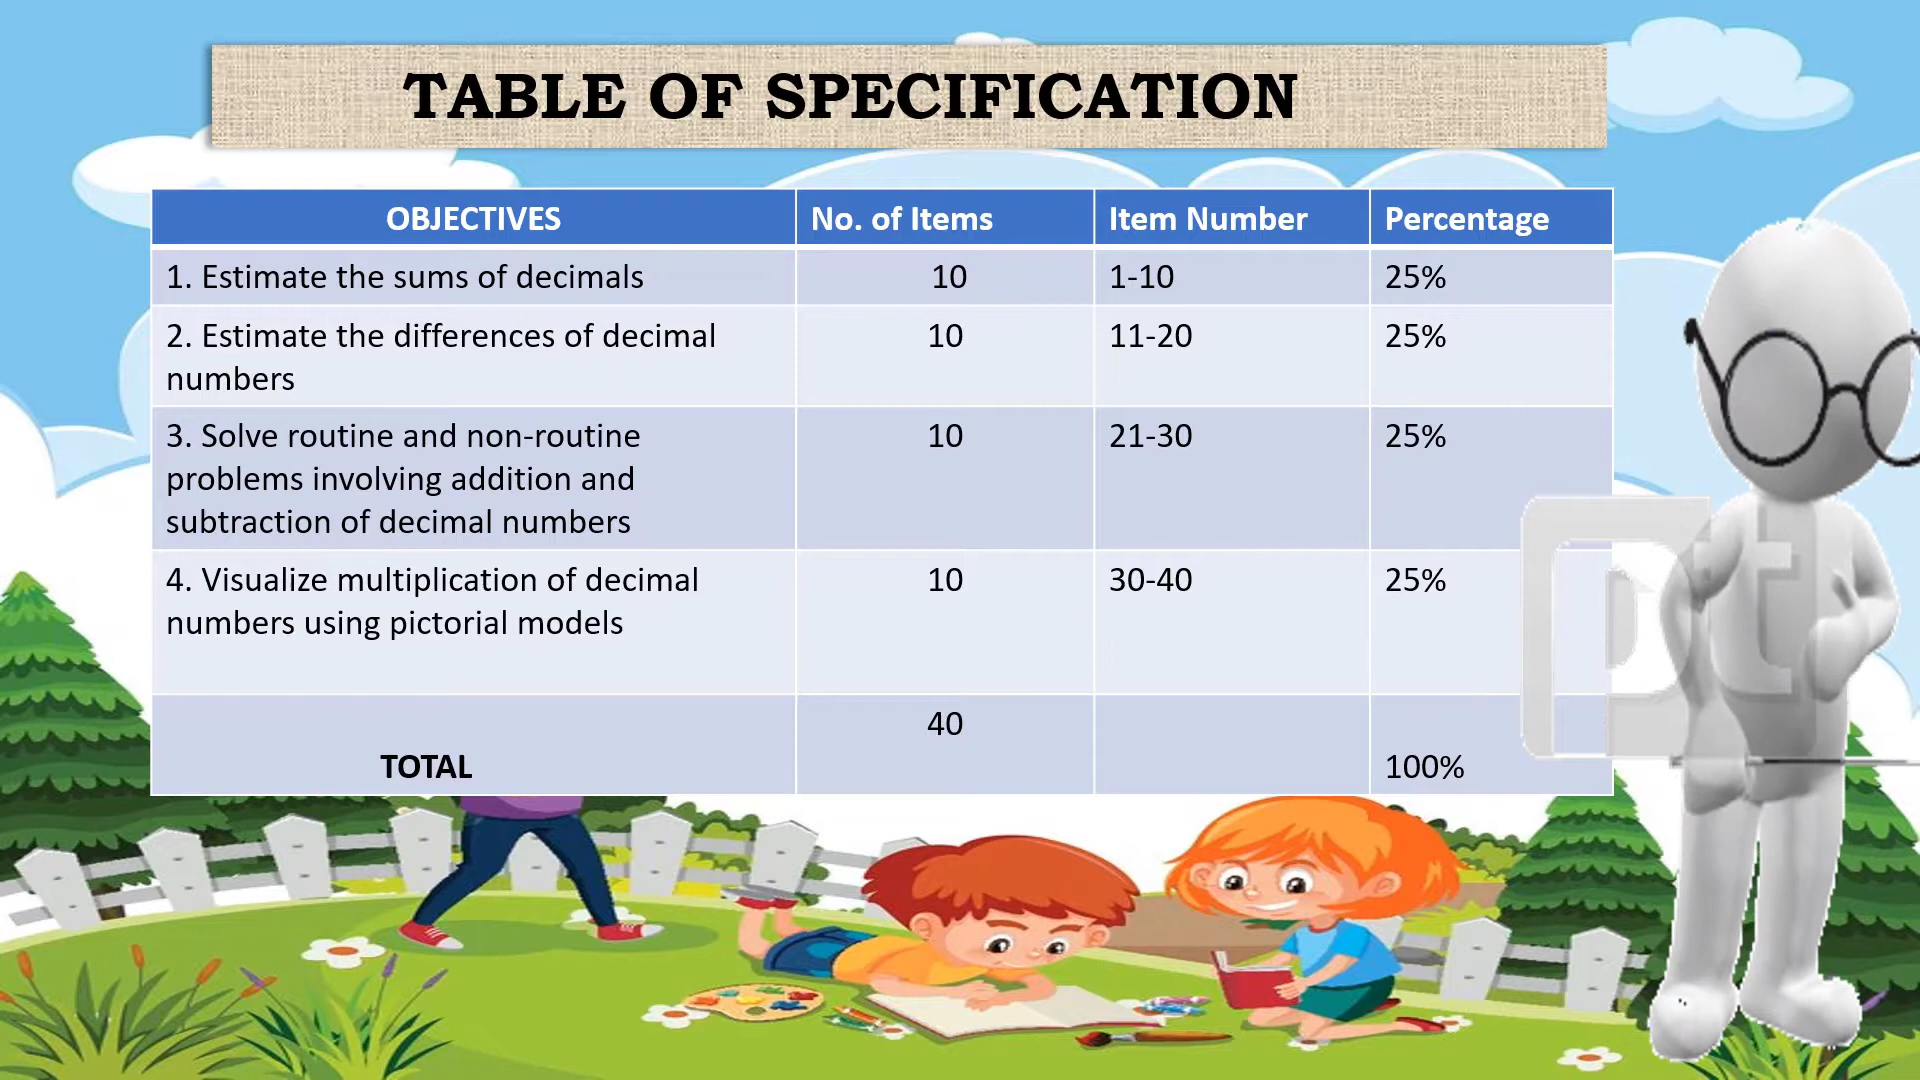 TABLE OF SPECIFICATION
OBJECTIVES No. of Items Item Number Percentage
1. Estimate the sums of decimals 10 1-10 25%
2. Estimate the differences of decimal 10 11-20 25%
numbers
3. Solve routine and non-routine 10 21-30 25%
problems involving addition and
subtraction of decimal numbers
4. Visualize multiplication of decimal 10 30-40 25%
numbers using pictorial models
40
TOTAL 100%